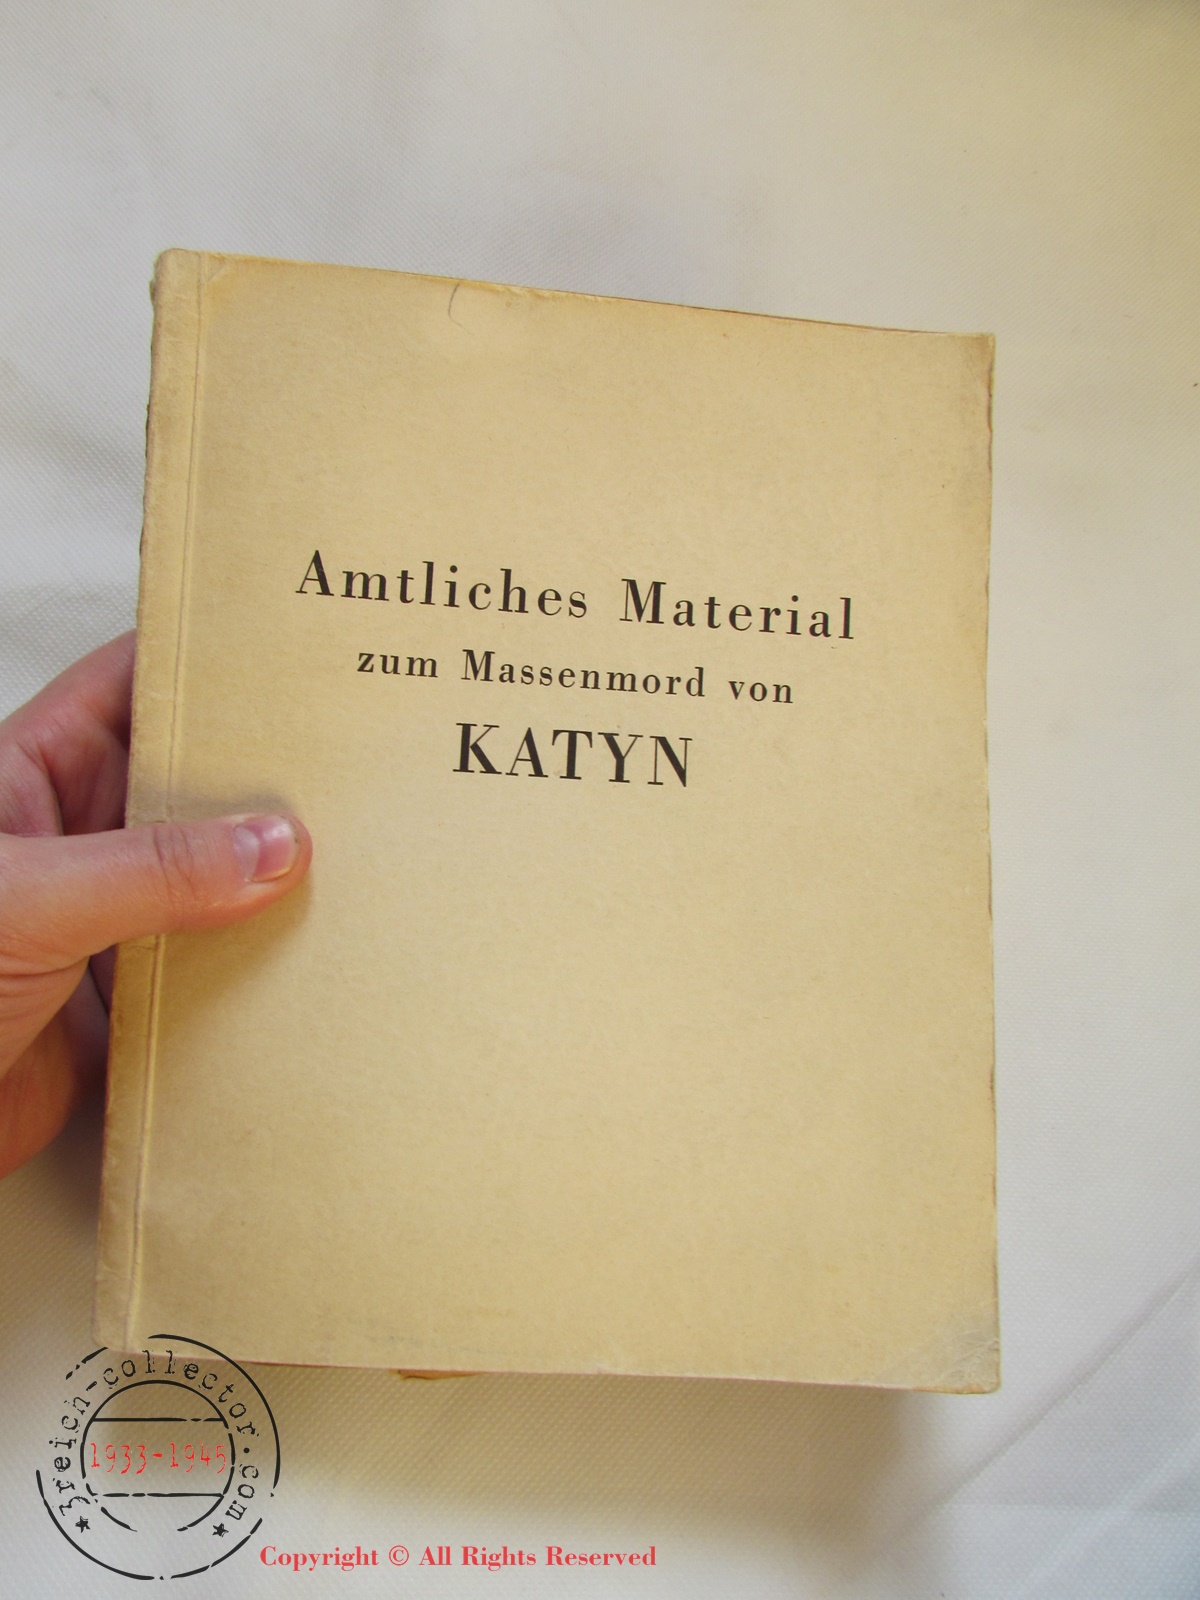 Amtliches Material
zum Massenmord von
KATYN
3reich-collector.com
1933-1945
Copyright © All Rights Reserved